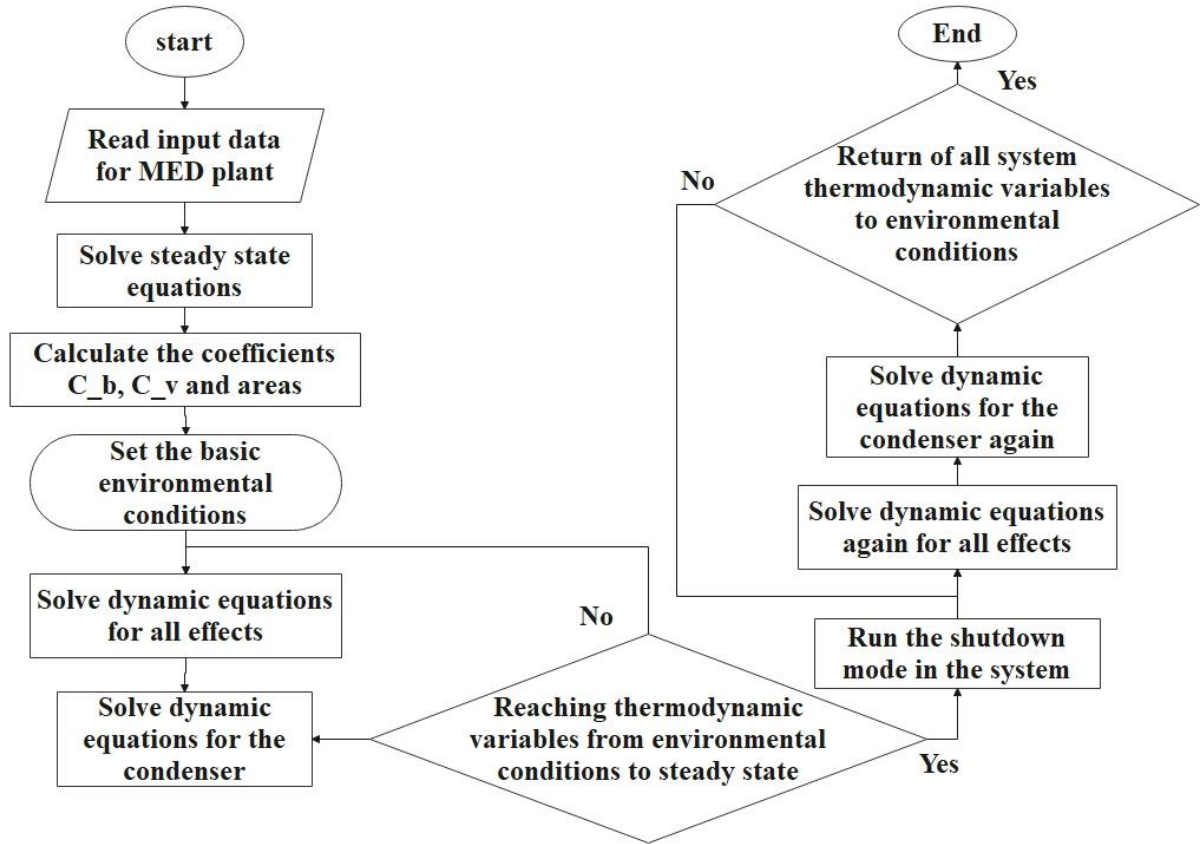 start
Read input data
for MED plant
Solve steady state
equations
Calculate the coefficients
C_b, C_v and areas
Set the basic
environmental
conditions
Solve dynamic equations
for all effects
Solve dynamic
equations for the
condenser
No
Reaching thermodynamic
variables from environmental
conditions to steady state
Yes
Run the shutdown
mode in the system
Solve dynamic equations
again for all effects
Solve dynamic
equations for the
condenser again
No
Return of all system
thermodynamic variables
to environmental
conditions
Yes
End